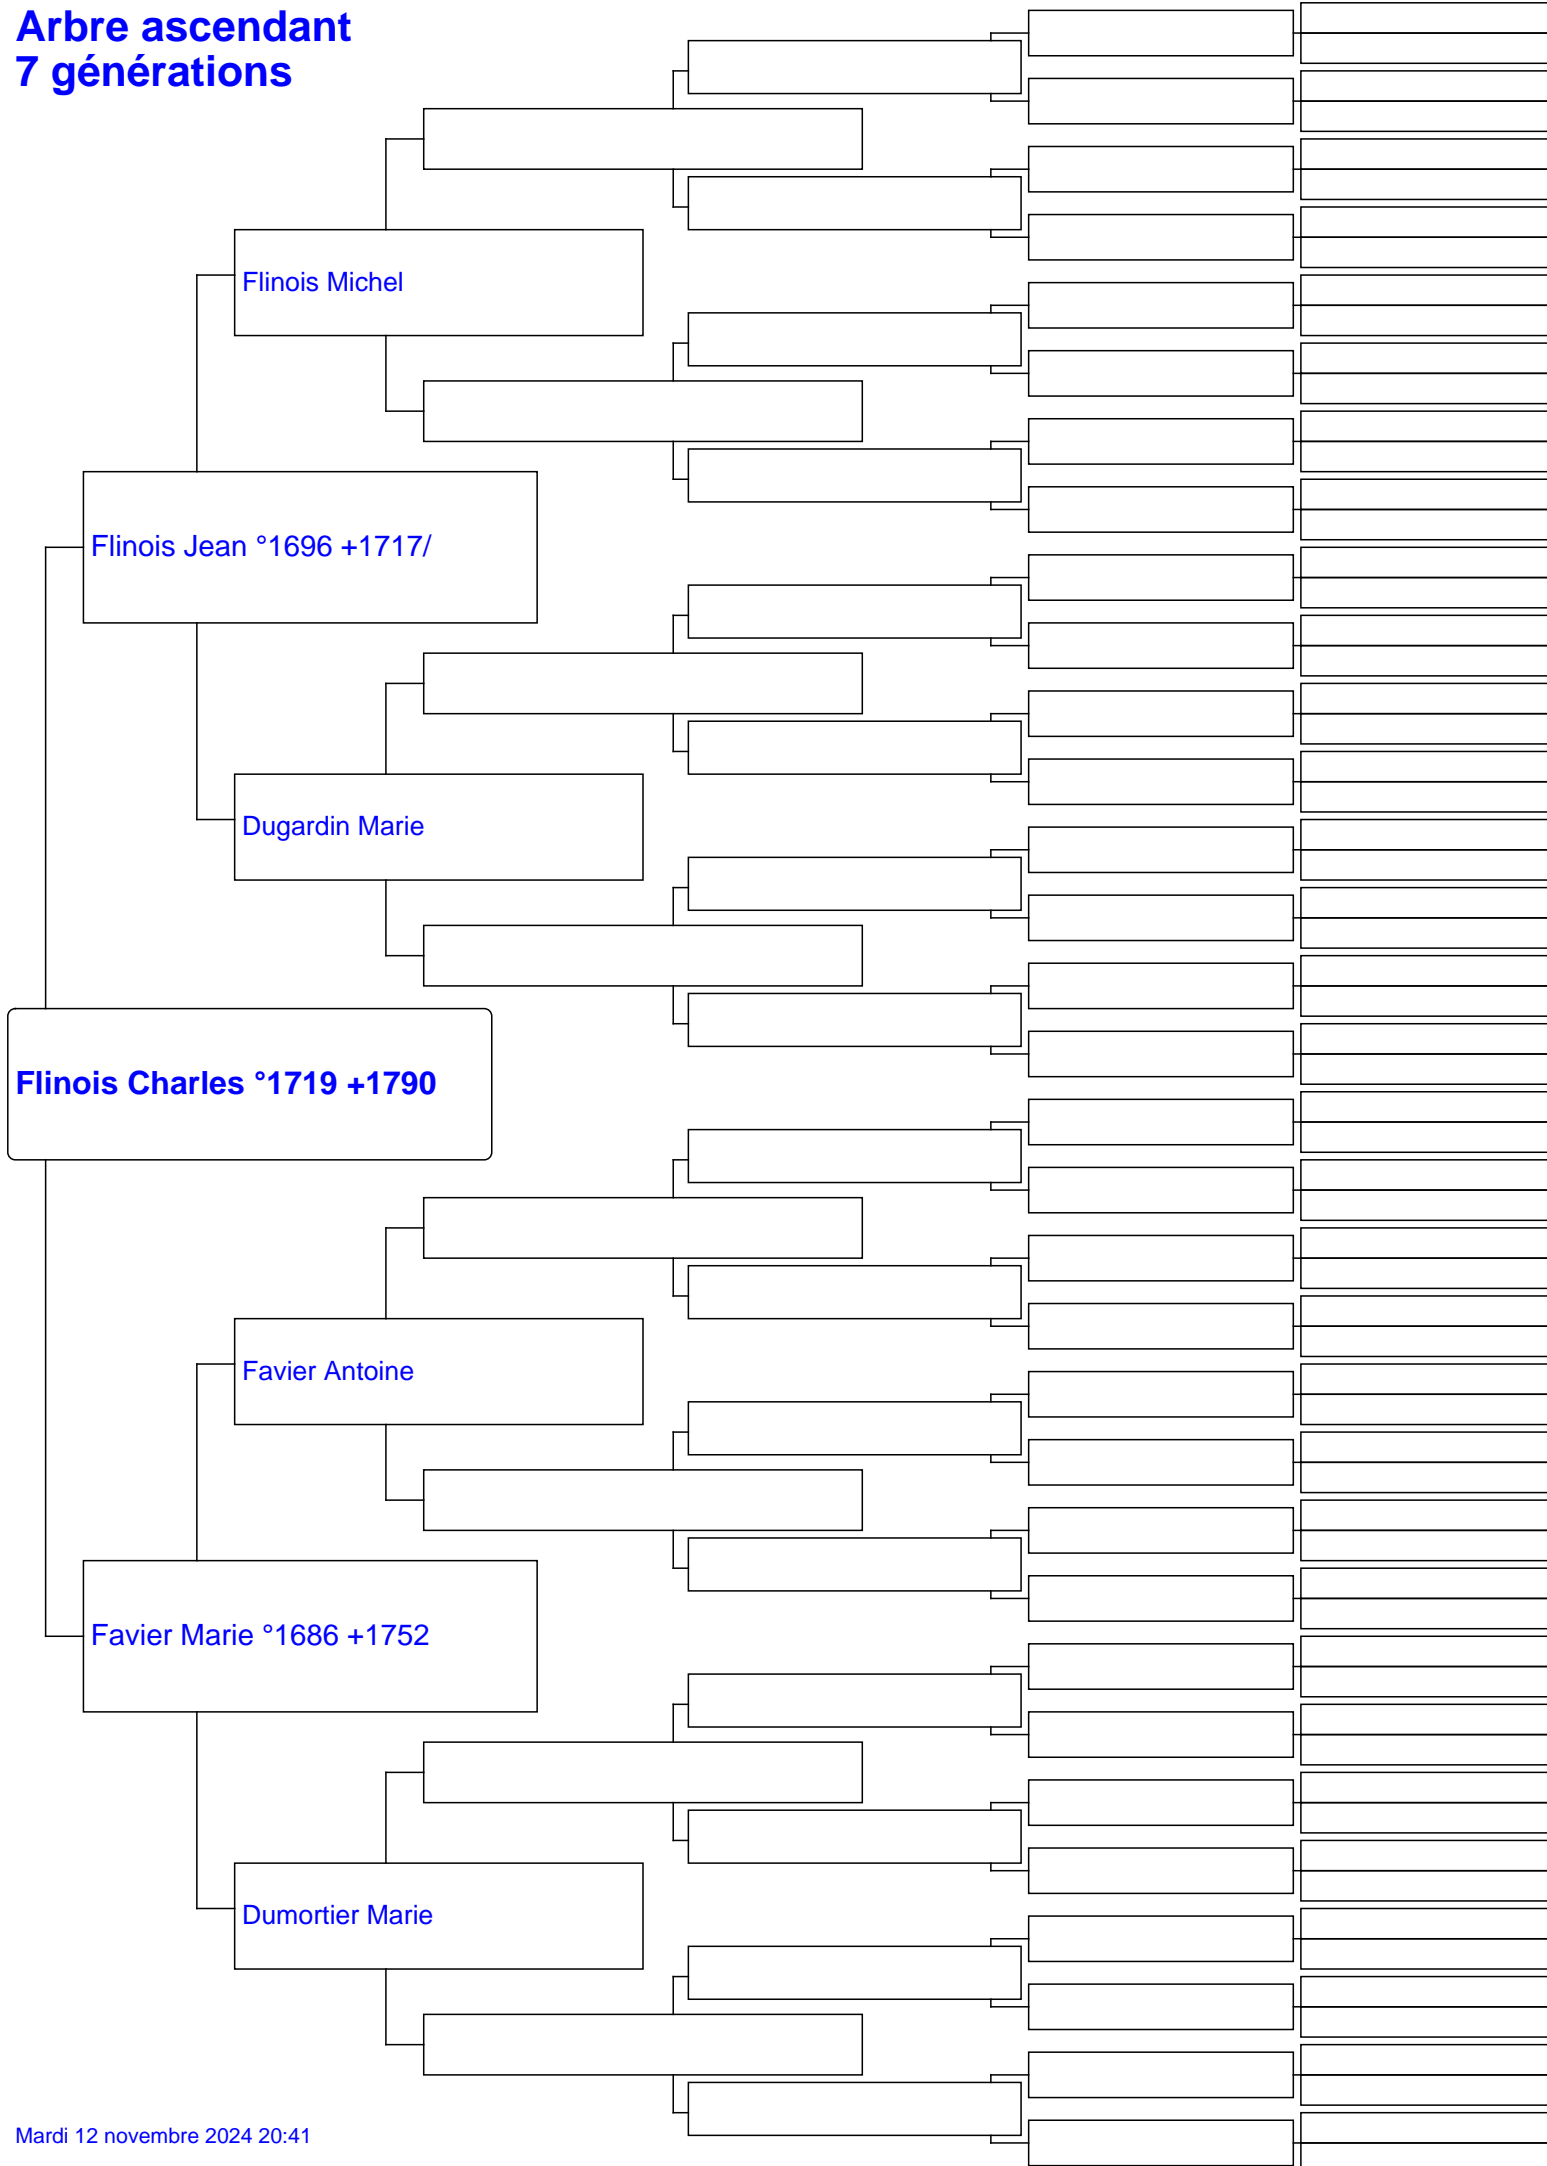 Arbre ascendant
7 générations
Flinois Michel
Flinois Jean °1696 +1717/
Dugardin Marie
Flinois Charles °1719 +1790
Favier Antoine
Favier Marie °1686 +1752
Dumortier Marie
Mardi 12 novembre 2024 20:41